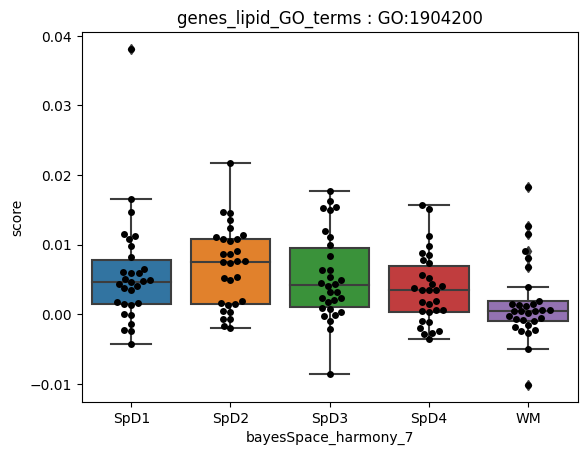 genes_lipid_GO_terms : GO:1904200
0.04
0.03
0.02
0.01
0.00
−0.01
score
SpD1 SpD2 SpD3 SpD4 WM
bayesSpace_harmony_7